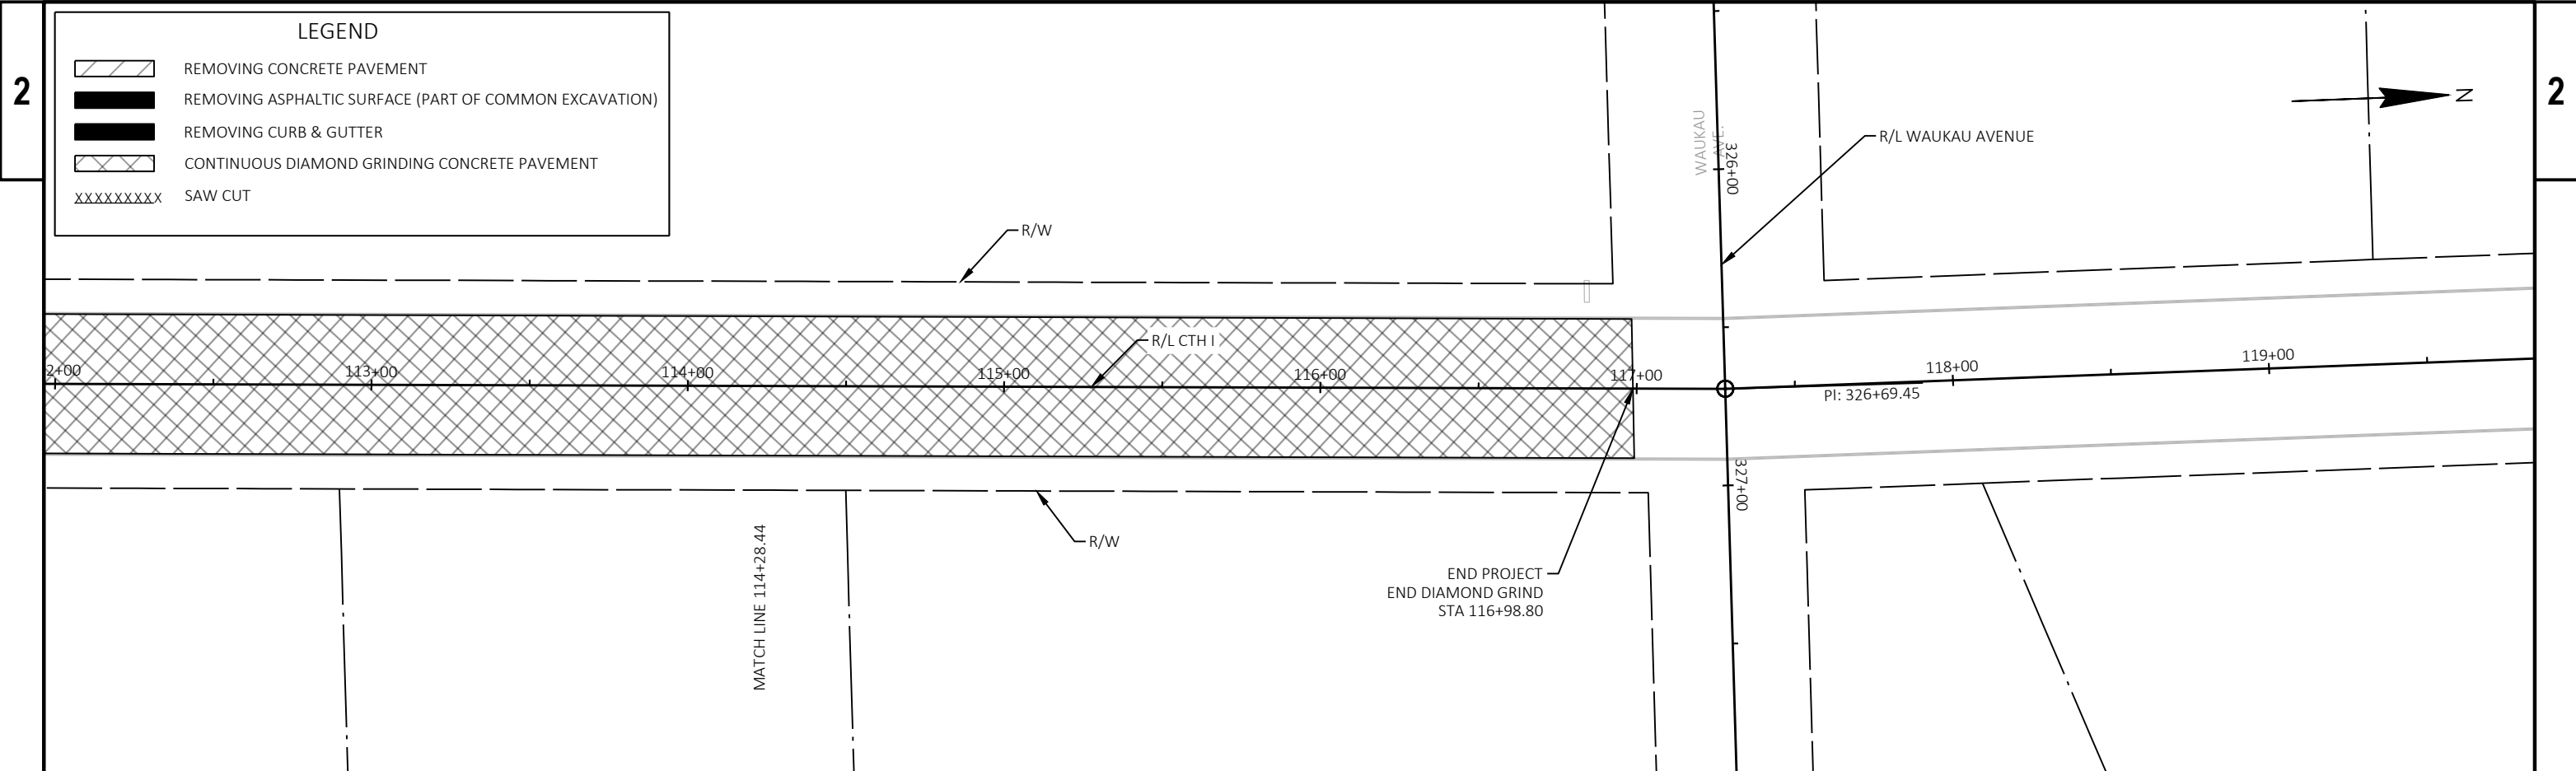 2
LEGEND
REMOVING CONCRETE PAVEMENT
REMOVING ASPHALTIC SURFACE (PART OF COMMON EXCAVATION)
REMOVING CURB & GUTTER
CONTINUOUS DIAMOND GRINDING CONCRETE PAVEMENT
XXXXXXXXX SAW CUT
WAUKAU
AVE.
326+00
R/L WAUKAU AVENUE
N
2
R/W
R/L CTH I
2+00
113+00
114+00
115+00
116+00
117+00
118+00
119+00
PI: 326+69.45
327+00
R/W
MATCH LINE 114+28.44
END PROJECT
END DIAMOND GRIND
STA 116+98.80